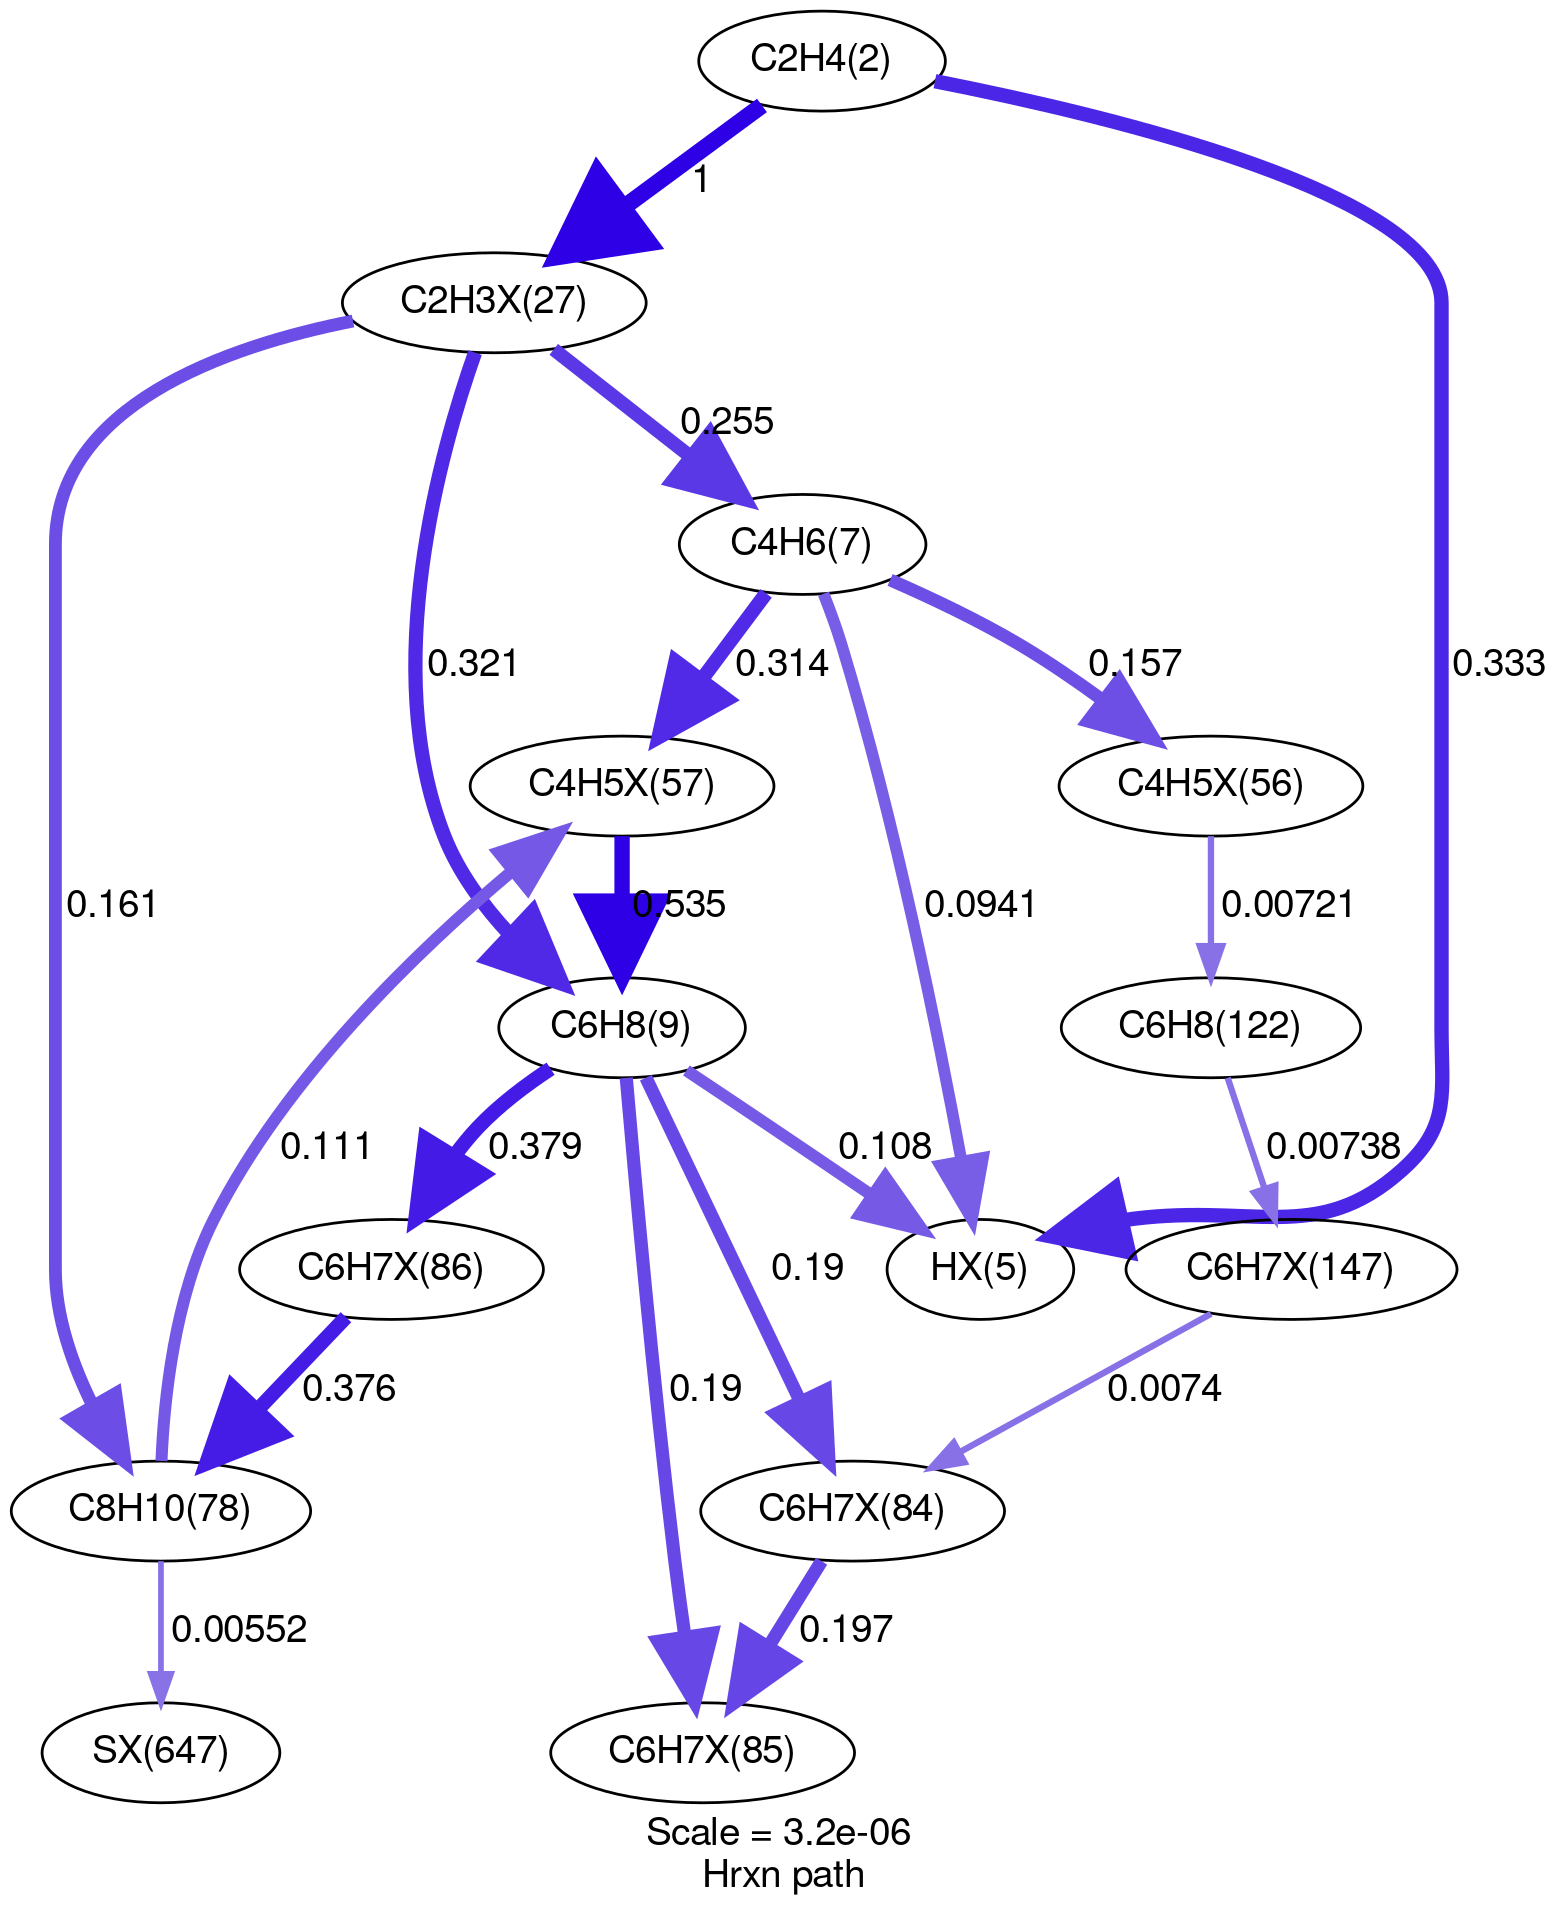 C2H4(2)
1
C2H3X(27)
0.255
C4H6(7)
0.321
0.314
0.157
0.333
C4H5X(57)
C4H5X(56)
0.161
0.535
0.0941
0.00721
C6H8(9)
C6H8(122)
0.111
0.379
0.108
0.00738
C6H7X(86)
0.19
HX(5)
C6H7X(147)
0.376
0.19
0.0074
C8H10(78)
C6H7X(84)
0.00552
0.197
SX(647)
C6H7X(85)
Scale = 3.2e-06
Hrxn path